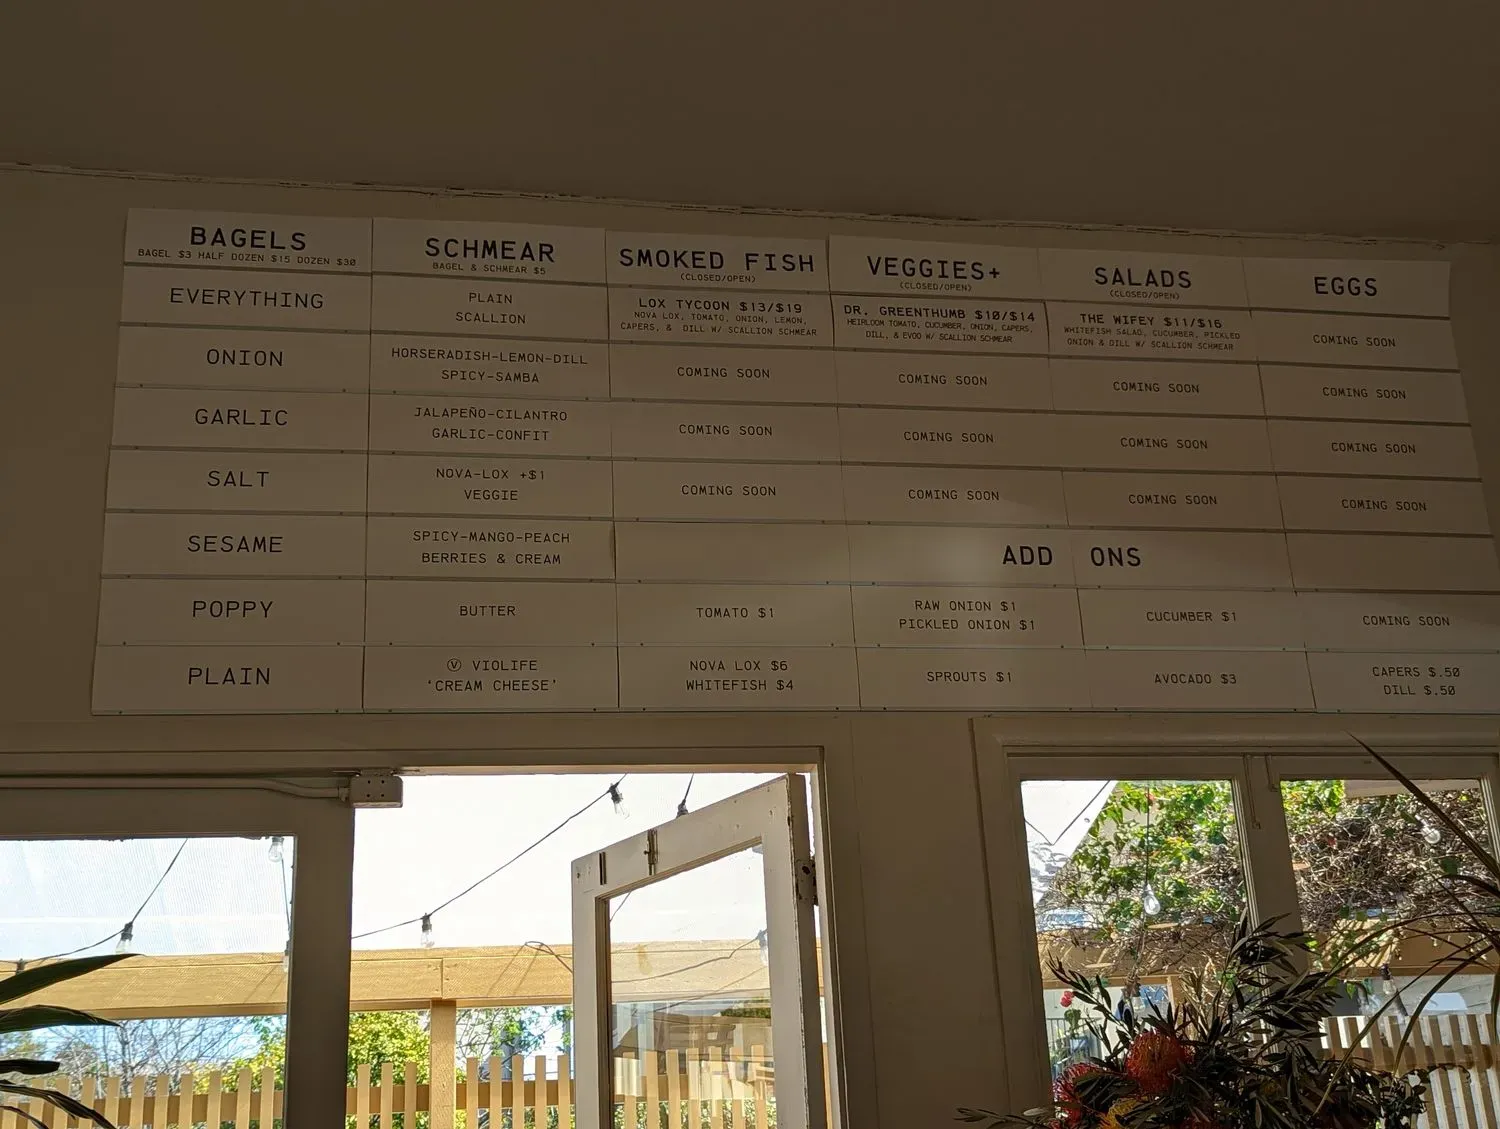 BAGELS
BAGEL $3 HALF DOZEN $15 DOZEN $30
EVERYTHING
ONION
GARLIC
SALT
SESAME
POPPY
PLAIN
SCHMEAR
BAGEL & SCHMEAR $5
PLAIN
SCALLION
HORSERADISH-LEMON-DILL
SPICY-SAMBA
JALAPEÑO-CILANTRO
GARLIC-CONFIT
NOVA-LOX +$1
VEGGIE
SPICY-MANGO-PEACH
BERRIES & CREAM
BUTTER
Ⓥ VIOLIFE
'CREAM CHEESE'
SMOKED FISH
(CLOSED/OPEN)
LOX TYCOON $13/$19
NOVA LOX, TOMATO, ONION, LEMON,
CAPERS, & DILL W/ SCALLION SCHMEAR
COMING SOON
COMING SOON
COMING SOON
VEGGIES+
(CLOSED/OPEN)
DR. GREENTHUMB $10/$14
HEIRLOOM TOMATO, CUCUMBER, ONION, CAPERS,
DILL, & EVOO W/ SCALLION SCHMEAR
COMING SOON
COMING SOON
COMING SOON
SALADS
(CLOSED/OPEN)
THE WIFEY $11/$16
WHITEFISH SALAD, CUCUMBER, PICKLED
ONION & DILL W/ SCALLION SCHMEAR
COMING SOON
COMING SOON
COMING SOON
EGGS
COMING SOON
COMING SOON
COMING SOON
COMING SOON
ADD ONS
TOMATO $1
RAW ONION $1
PICKLED ONION $1
CUCUMBER $1
COMING SOON
NOVA LOX $6
WHITEFISH $4
SPROUTS $1
AVOCADO $3
CAPERS $.50
DILL $.50